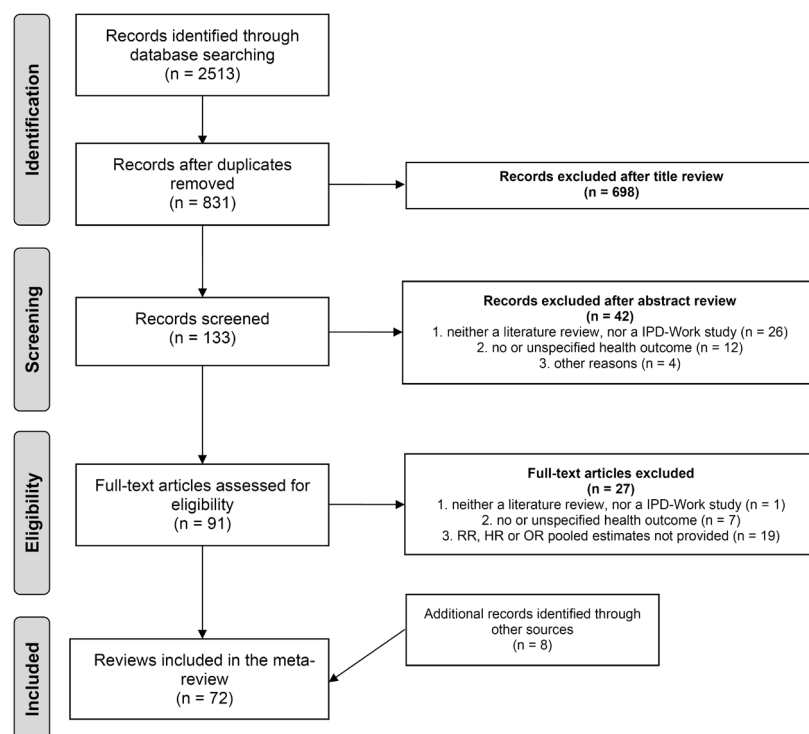 Identification
Records identified through
database searching
(n = 2513)
Records after duplicates
removed
(n = 831)
Records excluded after title review
(n = 698)
Screening
Records screened
(n = 133)
Records excluded after abstract review
(n = 42)
1. neither a literature review, nor a IPD-Work study (n = 26)
2. no or unspecified health outcome (n = 12)
3. other reasons (n = 4)
Eligibility
Full-text articles assessed for
eligibility
(n = 91)
Full-text articles excluded
(n = 27)
1. neither a literature review, nor a IPD-Work study (n = 1)
2. no or unspecified health outcome (n = 7)
3. RR, HR or OR pooled estimates not provided (n = 19)
Included
Additional records identified through
other sources
(n = 8)
Reviews included in the meta-
review
(n = 72)